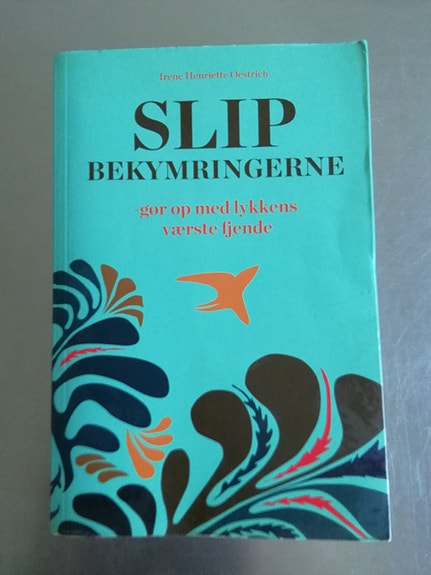 Irene Henriette Oestrich
SLIP
BEKYMRINGERNE
-gør op med lykkens
værste fjende